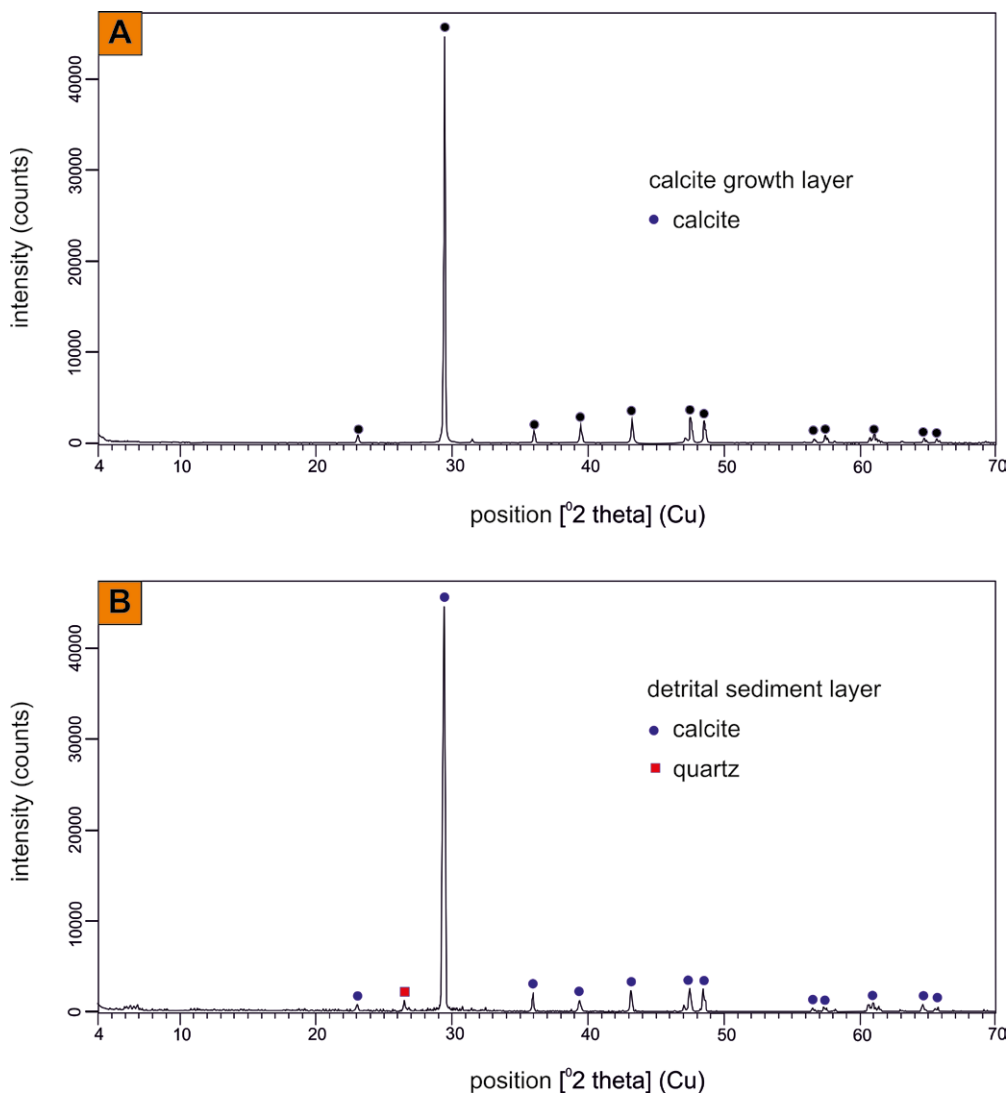 A
intensity (counts)
40000
30000
20000
10000
0
calcite growth layer
calcite
4 10 20 30 40 50 60 70
position [⁰2 theta] (Cu)
B
intensity (counts)
40000
30000
20000
10000
0
detrital sediment layer
calcite
quartz
4 10 20 30 40 50 60 70
position [⁰2 theta] (Cu)